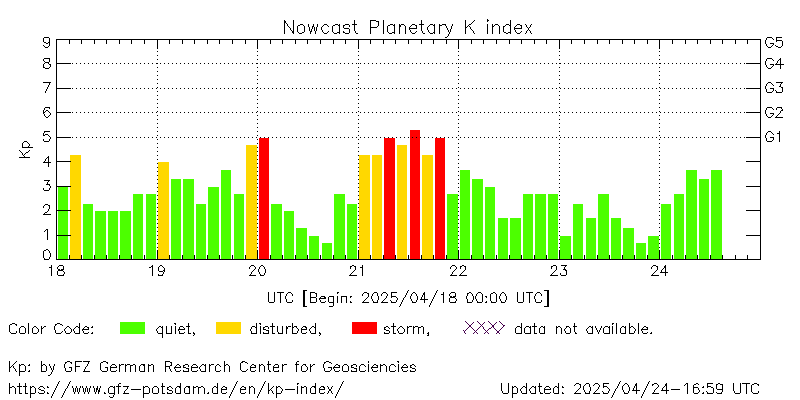 Nowcast Planetary K index
9 G5
8 G4
7 G3
6 G2
5 G1
Kp
4
3
2
1
0
18 19 20 21 22 23 24
UTC [Begin: 2025/04/18 00:00 UTC]
Color Code: quiet, disturbed, storm, data not available.
Kp: by GFZ German Research Center for Geosciencies
https://www.gfz-potsdam.de/en/kp-index/ Updated: 2025/04/24-16:59 UTC